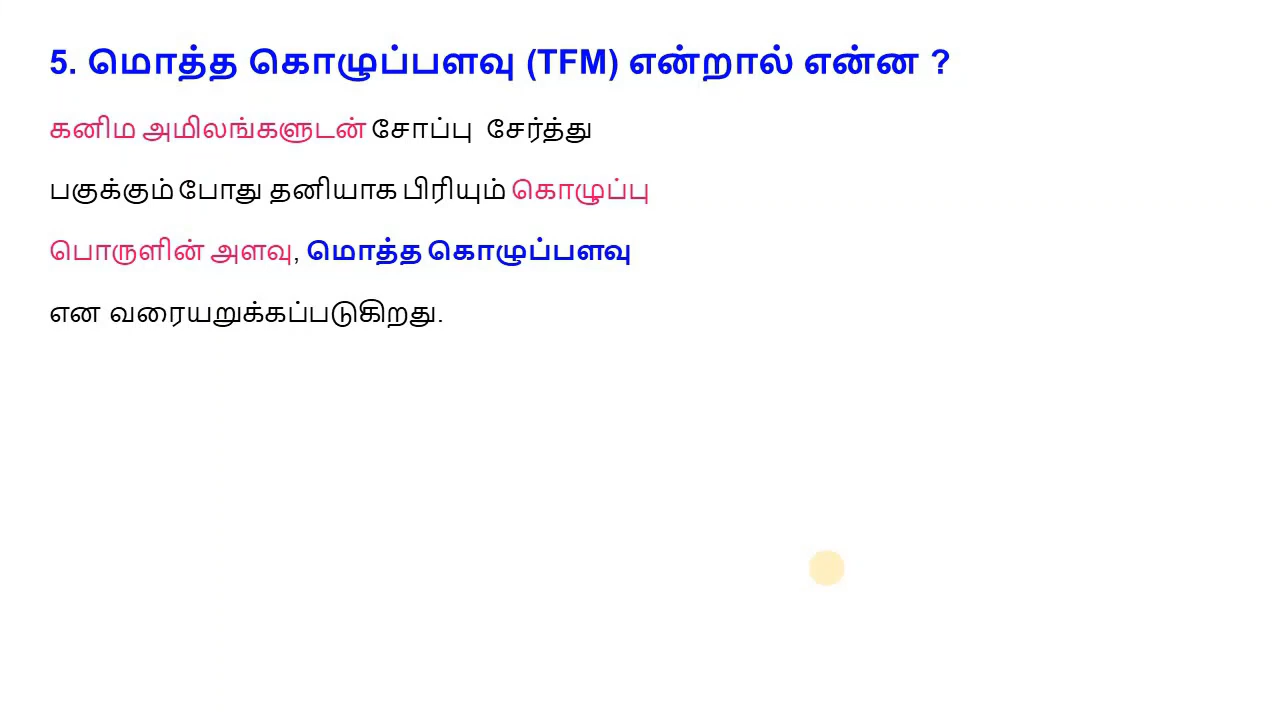 5. மொத்த கொழுப்பளவு (TFM) என்றால் என்ன ?
கனிம அமிலங்களுடன் சோப்பு சேர்த்து
பகுக்கும் போது தனியாக பிரியும் கொழுப்பு
பொருளின் அளவு, மொத்த கொழுப்பளவு
என வரையறுக்கப்படுகிறது.